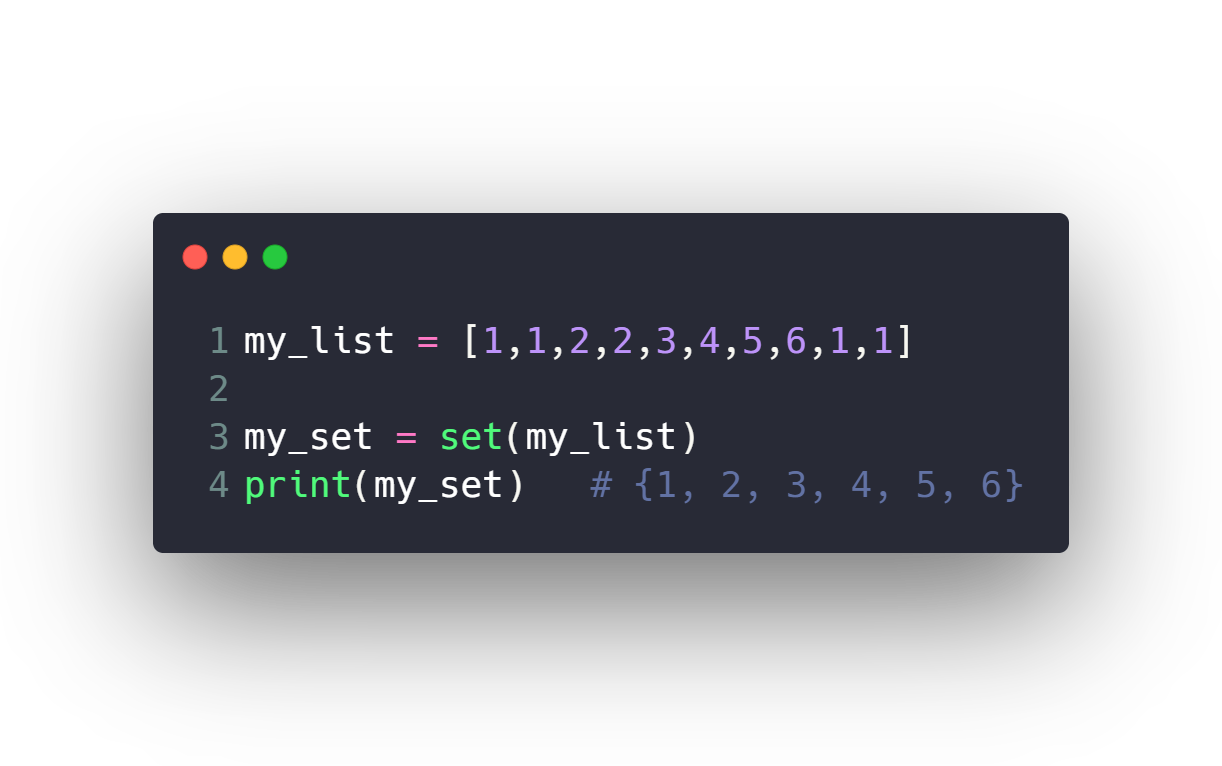 1 my_list = [1,1,2,2,3,4,5,6,1,1]
2
3 my_set = set(my_list)
4 print(my_set)   # {1, 2, 3, 4, 5, 6}